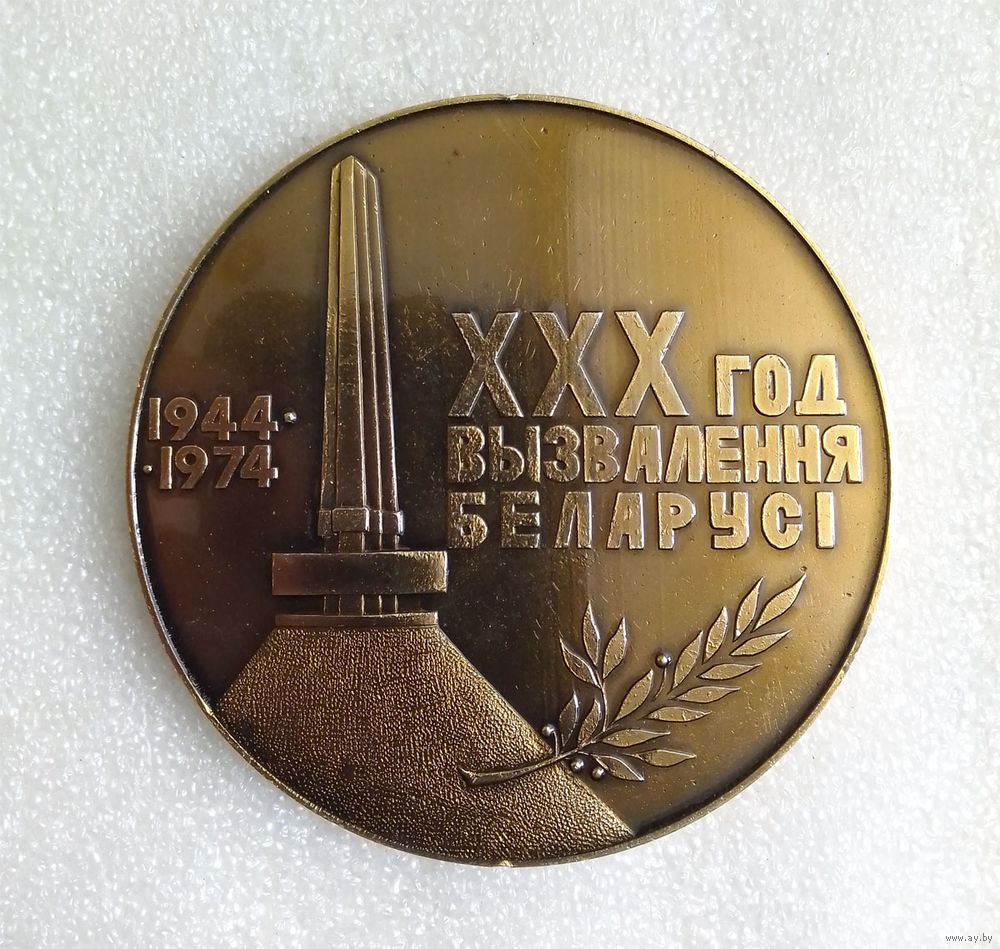 1944·
·1974
XXX ГОД
ВЫЗВАЛЕННЯ
БЕЛАРУСІ
www.ay.by